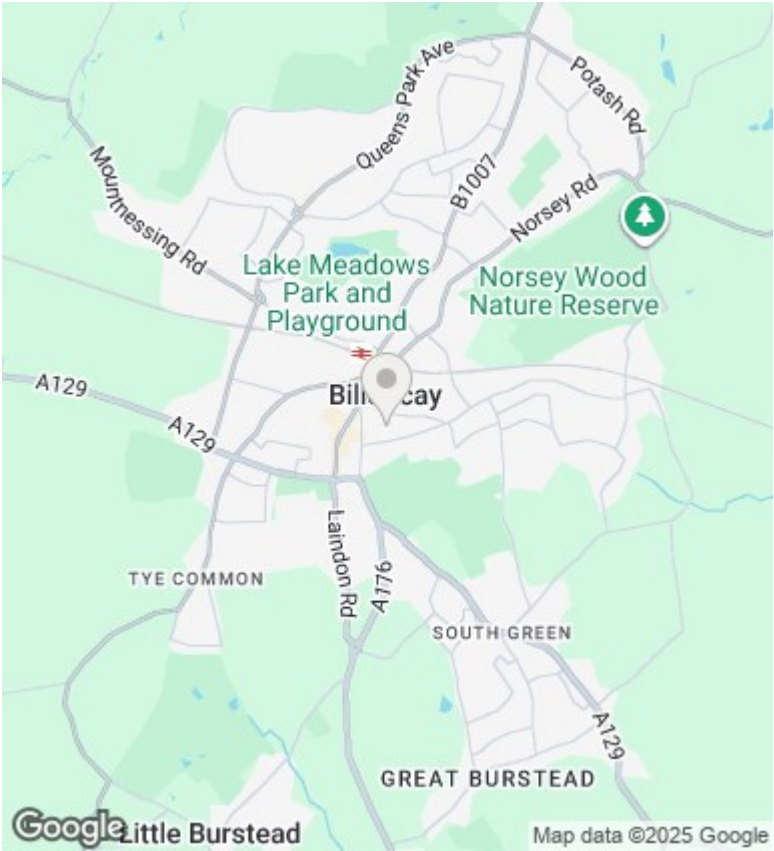 Queens Park Ave
Potash Rd
Mountnessing Rd
B1007
Norsey Rd
Lake Meadows
Park and
Playground
Norsey Wood
Nature Reserve
A129
A129
Laindon Rd
A176
TYE COMMON
SOUTH GREEN
A129
GREAT BURSTEAD
Google
Little Burstead
Map data ©2025 Google